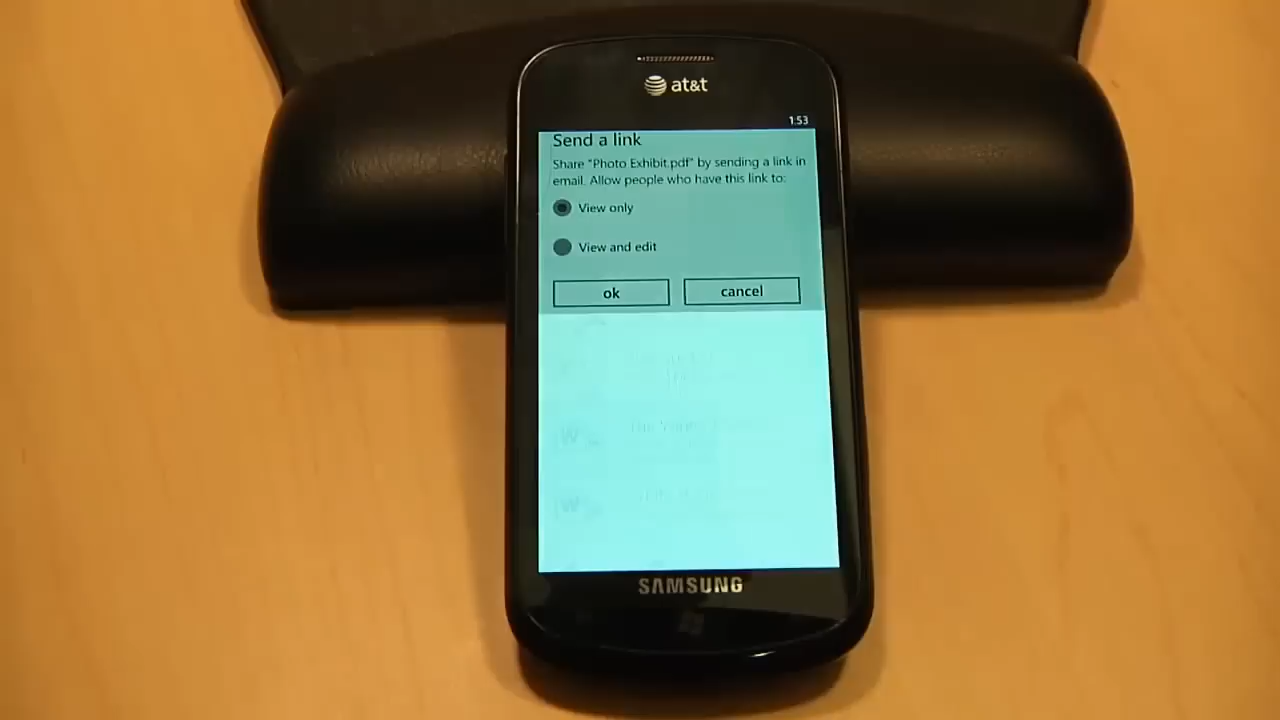 at&t
1:53
Send a link
Share "Photo Exhibit.pdf" by sending a link in
email. Allow people who have this link to:
View only
View and edit
ok
cancel
W
W
SAMSUNG